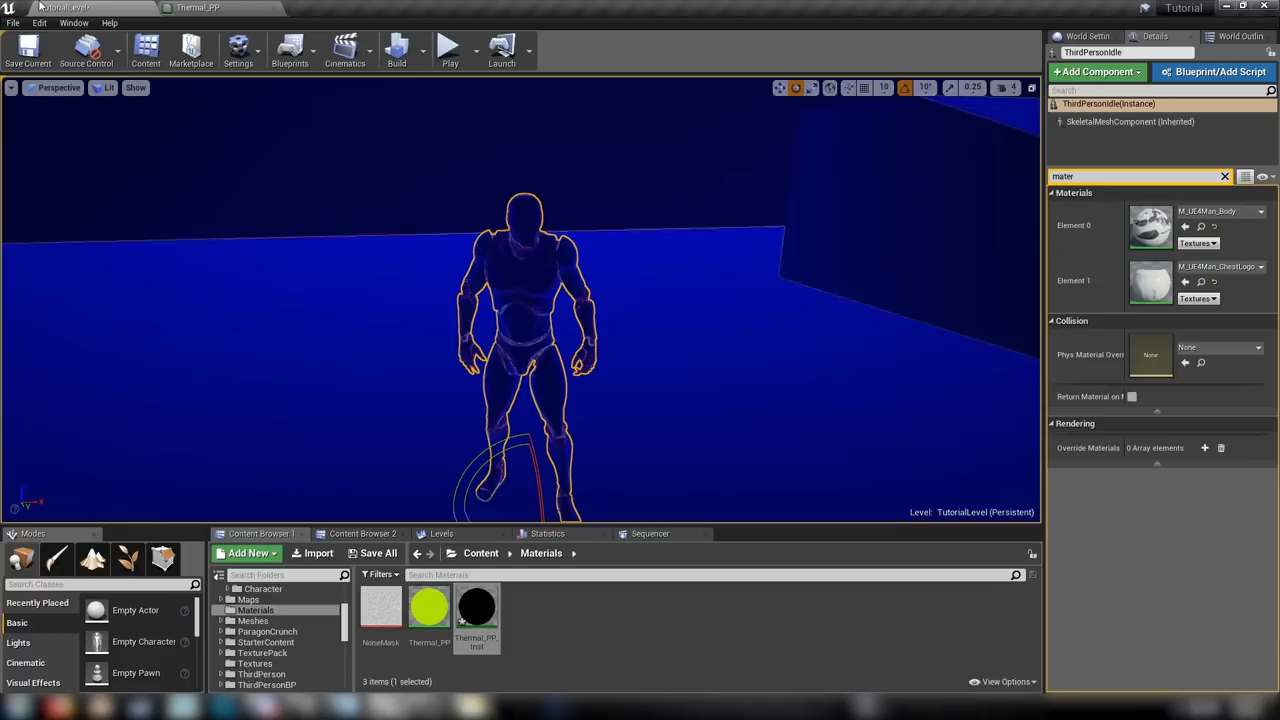 TutorialLevel*
Thermal_PP
Tutorial
File
Edit
Window
Help
Save Current
Source Control
Content
Marketplace
Settings
Blueprints
Cinematics
Build
Play
Launch
World Settin
Details
World Outlin
ThirdPersonIdle
+Add Component
Blueprint/Add Script
Search
ThirdPersonIdle(Instance)
SkeletalMeshComponent (Inherited)
mater
Materials
Element 0
M_UE4Man_Body
Textures
Element 1
M_UE4Man_ChestLogo
Textures
Collision
Phys Material Overr
None
None
Return Material on M
Rendering
Override Materials
0 Array elements
Perspective
Lit
Show
10
10°
0.25
4
Level: TutorialLevel (Persistent)
Modes
Search Classes
Recently Placed
Basic
Lights
Cinematic
Visual Effects
Empty Actor
Empty Character
Empty Pawn
Content Browser 1
Content Browser 2
Levels
Statistics
Sequencer
Add New
Import
Save All
Content
Materials
Search Folders
Filters
Search Materials
Character
Maps
Materials
Meshes
ParagonCrunch
StarterContent
TexturePack
Textures
ThirdPerson
ThirdPersonBP
NoiseMask
Thermal_PP
Thermal_PP_
Inst
3 items (1 selected)
View Options